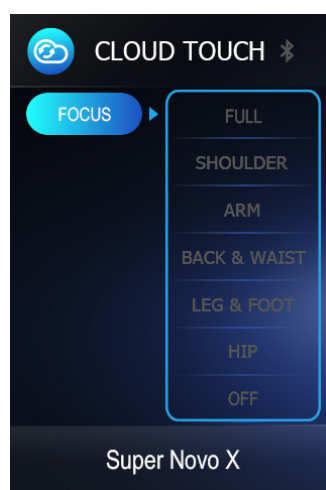 CLOUD TOUCH
FOCUS
FULL
SHOULDER
ARM
BACK & WAIST
LEG & FOOT
HIP
OFF
Super Novo X